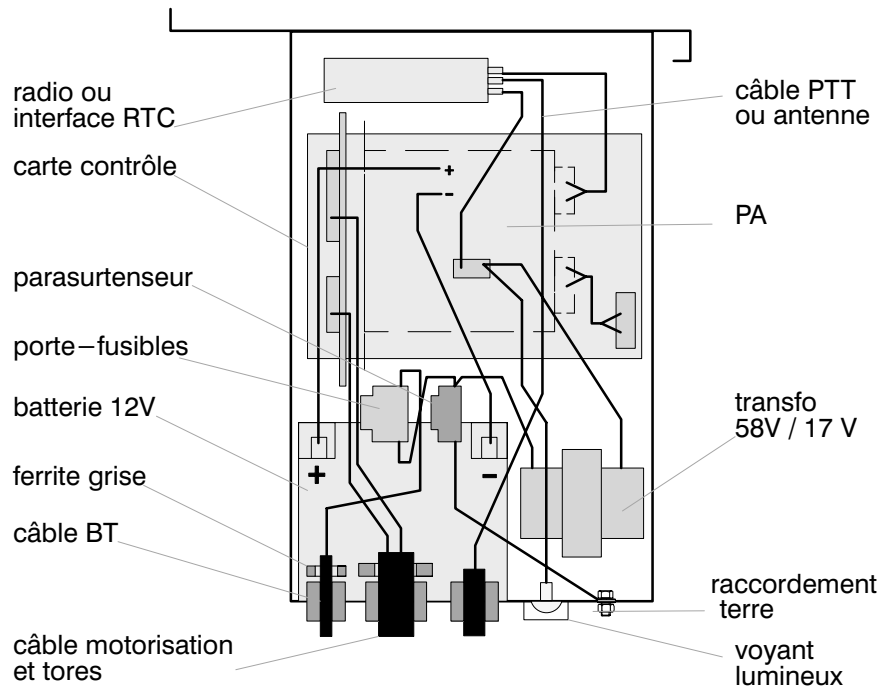 radio ou
interface RTC
carte contrôle
parasurtenseur
porte−fusibles
batterie 12V
ferrite grise
câble BT
câble motorisation
et tores
+
-
+
-
câble PTT
ou antenne
PA
transfo
58V / 17 V
raccordement
terre
voyant
lumineux